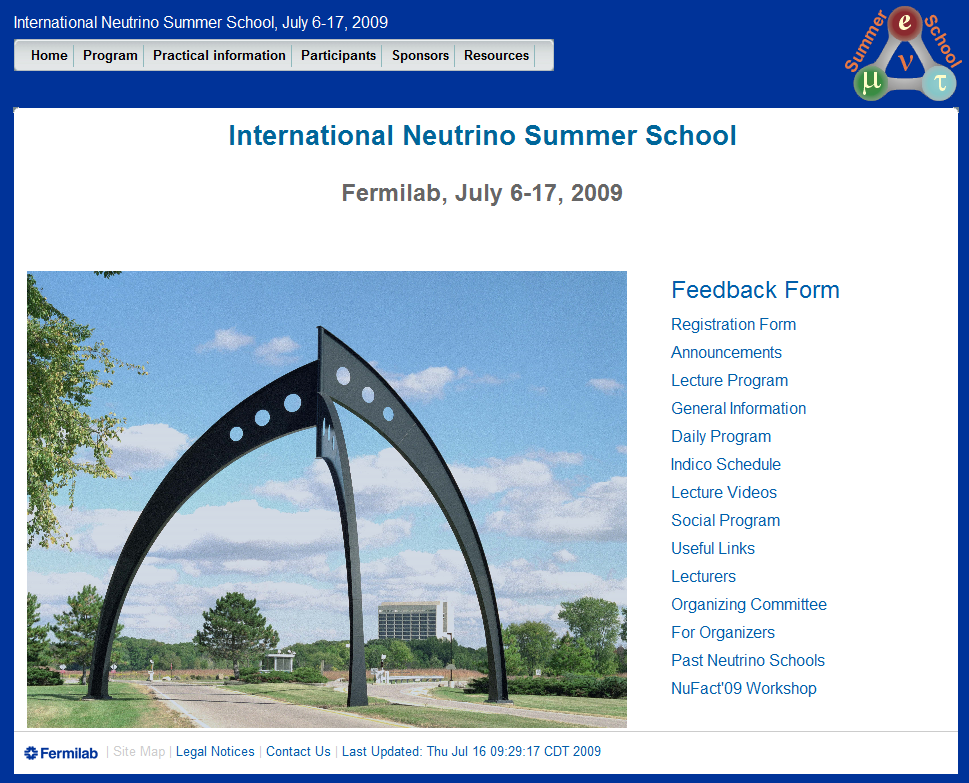 International Neutrino Summer School, July 6-17, 2009
Home
Program
Practical information
Participants
Sponsors
Resources
Summer School
e
ν
μ
τ
International Neutrino Summer School
Fermilab, July 6-17, 2009
Feedback Form
Registration Form
Announcements
Lecture Program
General Information
Daily Program
Indico Schedule
Lecture Videos
Social Program
Useful Links
Lecturers
Organizing Committee
For Organizers
Past Neutrino Schools
NuFact'09 Workshop
Fermilab | Site Map | Legal Notices | Contact Us | Last Updated: Thu Jul 16 09:29:17 CDT 2009